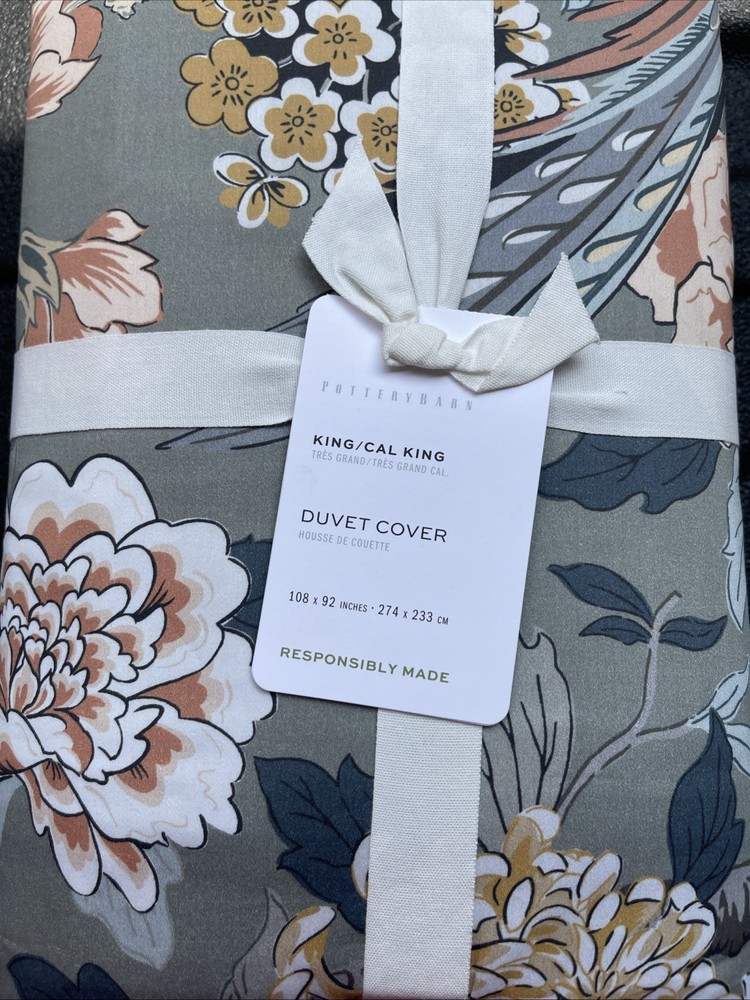 POTTERYBARN
KING/CAL KING
TRÈS GRAND/TRÈS GRAND CAL.
DUVET COVER
HOUSSE DE COUETTE
108 X 92 INCHES · 274 X 233 CM
RESPONSIBLY MADE